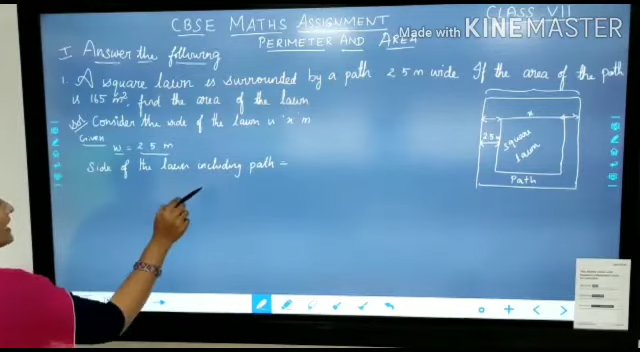 CBSE MATHS ASSIGNMENT
CLASS VII
Made with KINEMASTER
PERIMETER AND AREA
I Answer the following
1. A square lawn is surrounded by a path 2.5 m wide If the area of the path
is 165 m², find the area of the lawn
Consider the side of the lawn is 'x m
Given
w = 2.5 m
Side of the lawn including path =
x
2.5
square
lawn
Path